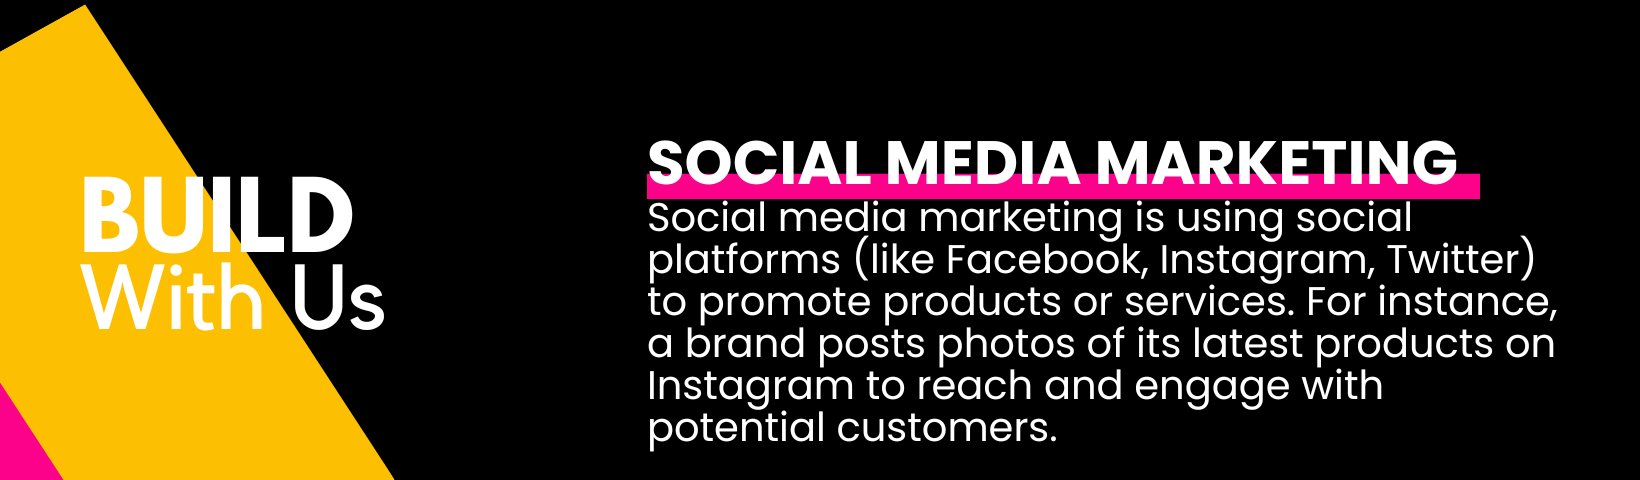 BUILD
With Us
SOCIAL MEDIA MARKETING
Social media marketing is using social
platforms (like Facebook, Instagram, Twitter)
to promote products or services. For instance,
a brand posts photos of its latest products on
Instagram to reach and engage with
potential customers.